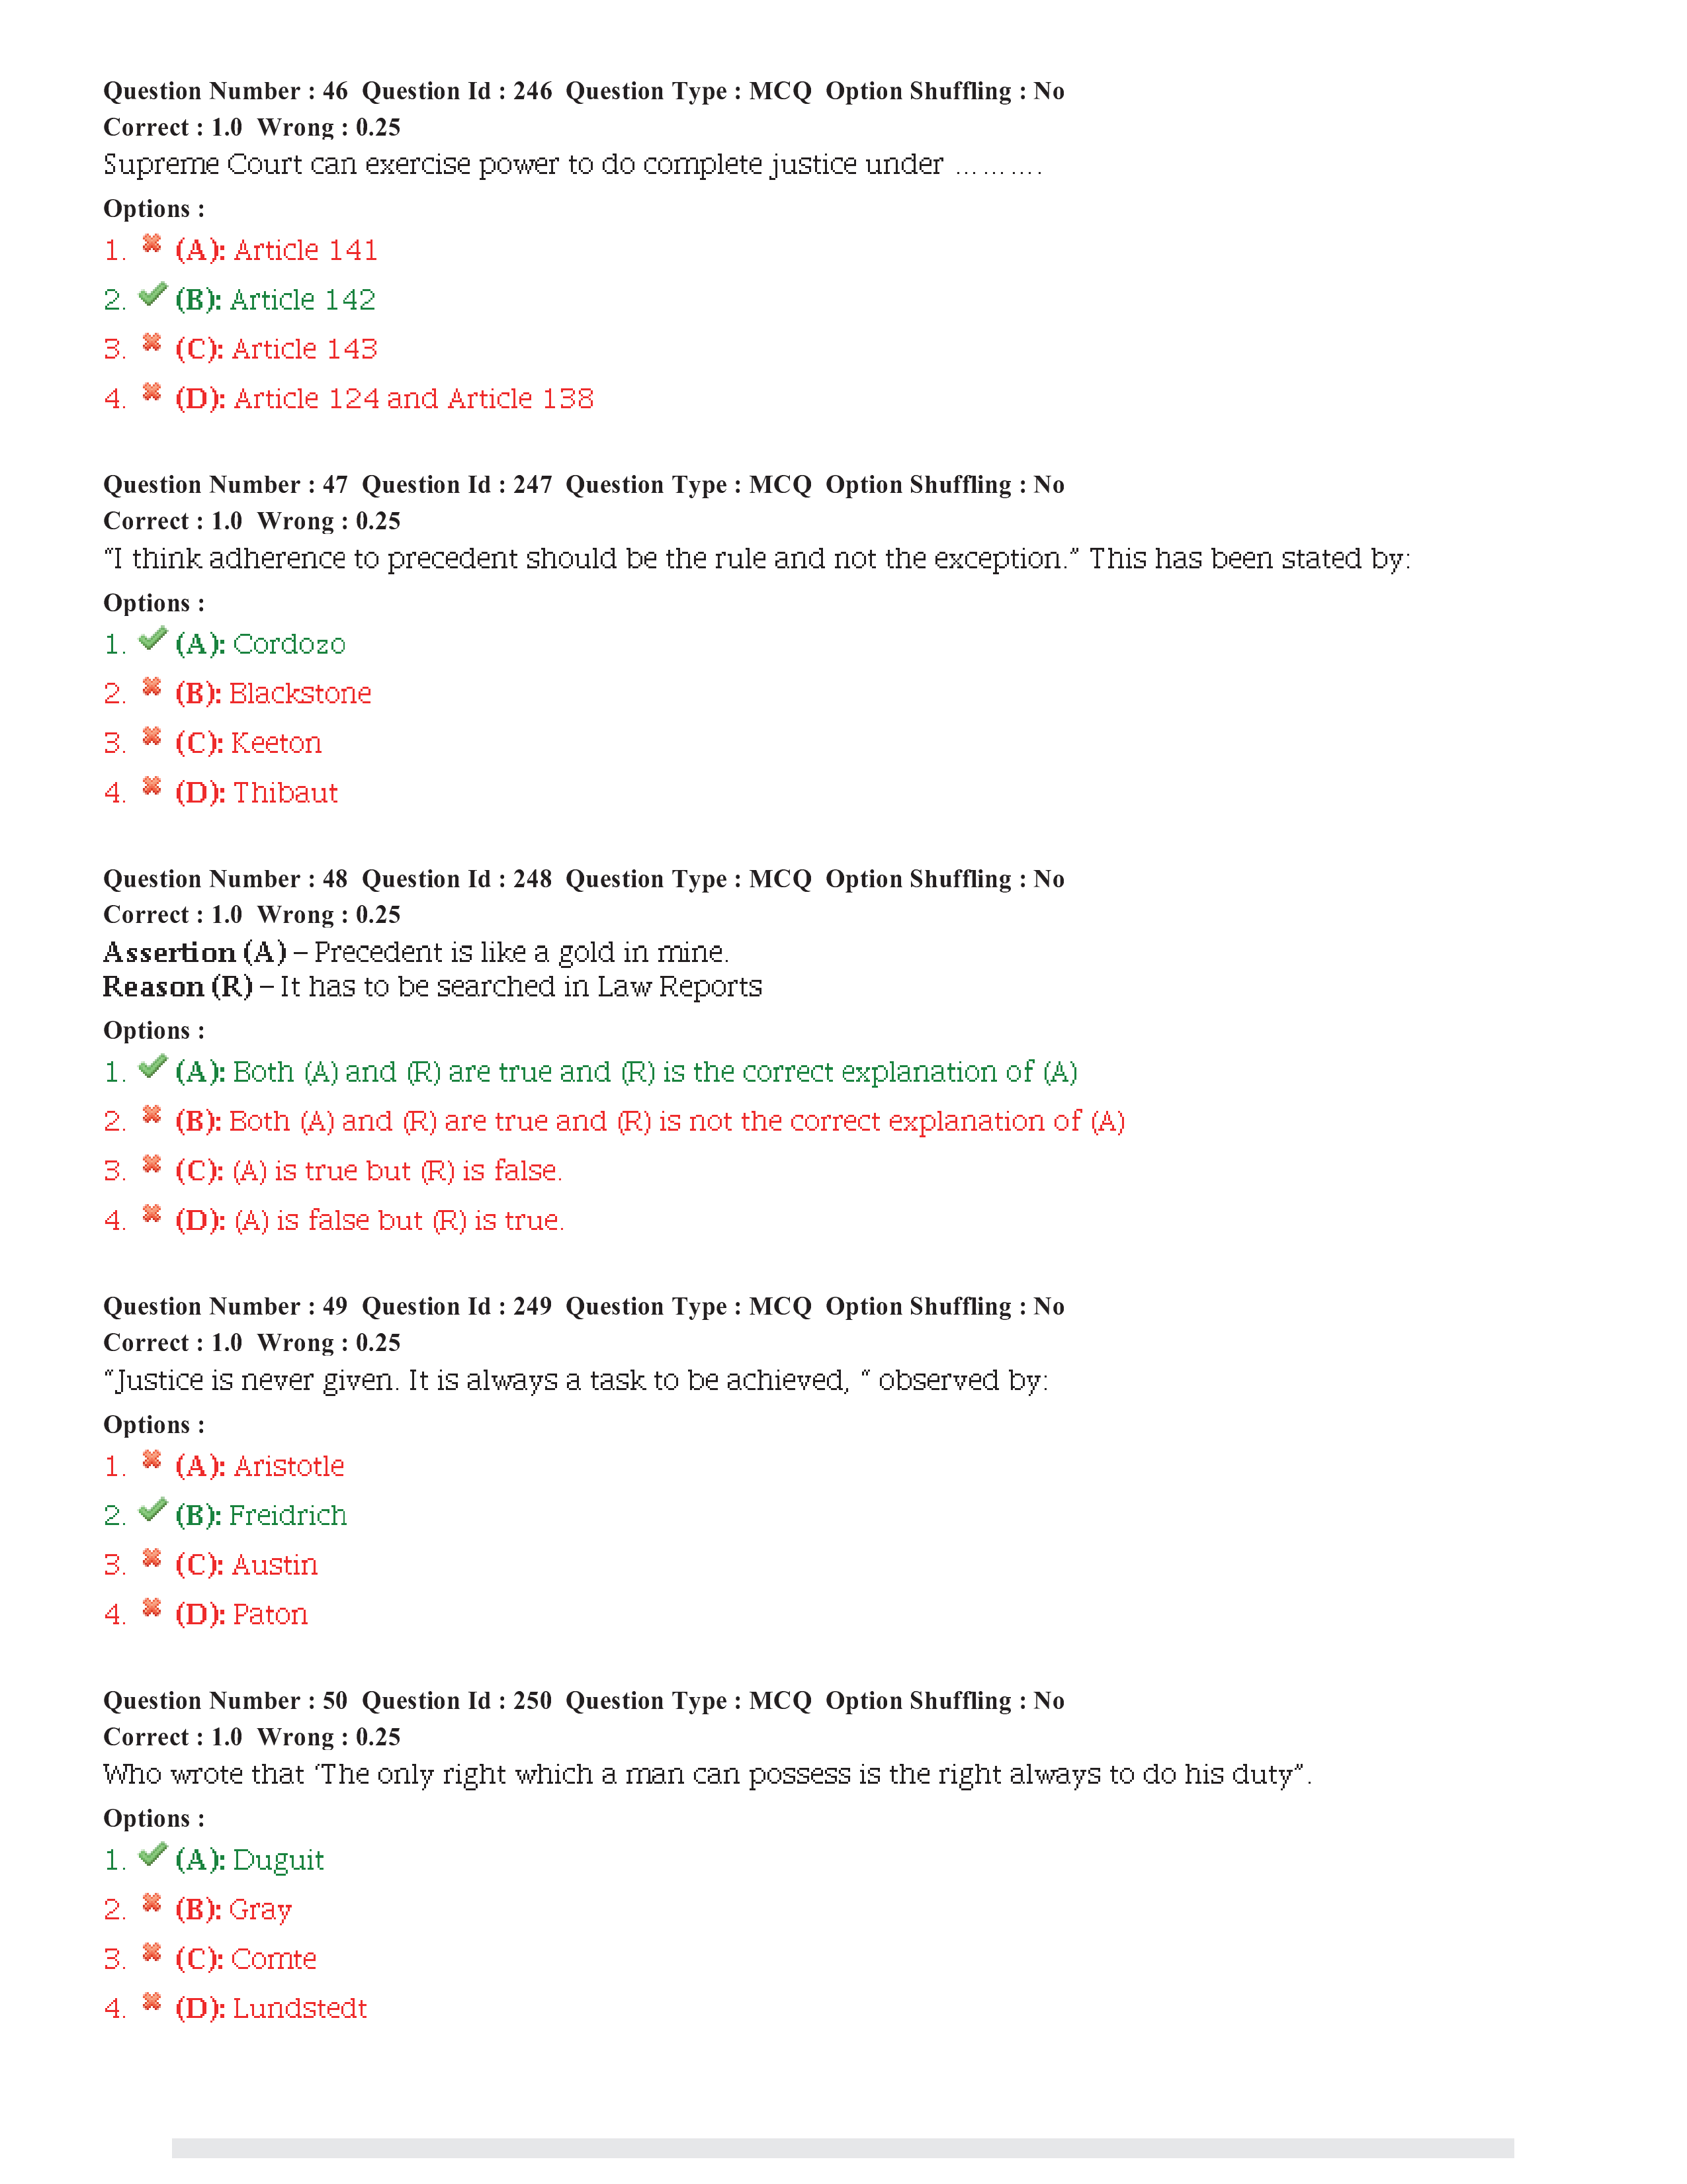 Question Number : 46 Question Id : 246 Question Type : MCQ Option Shuffling : No
Correct : 1.0 Wrong : 0.25
Supreme Court can exercise power to do complete justice under ……….
Options :
1. (A): Article 141
2. (B): Article 142
3. (C): Article 143
4. (D): Article 124 and Article 138
Question Number : 47 Question Id : 247 Question Type : MCQ Option Shuffling : No
Correct : 1.0 Wrong : 0.25
“I think adherence to precedent should be the rule and not the exception.” This has been stated by:
Options :
1. (A): Cordozo
2. (B): Blackstone
3. (C): Keeton
4. (D): Thibaut
Question Number : 48 Question Id : 248 Question Type : MCQ Option Shuffling : No
Correct : 1.0 Wrong : 0.25
Assertion (A) – Precedent is like a gold in mine.
Reason (R) – It has to be searched in Law Reports
Options :
1. (A): Both (A) and (R) are true and (R) is the correct explanation of (A)
2. (B): Both (A) and (R) are true and (R) is not the correct explanation of (A)
3. (C): (A) is true but (R) is false.
4. (D): (A) is false but (R) is true.
Question Number : 49 Question Id : 249 Question Type : MCQ Option Shuffling : No
Correct : 1.0 Wrong : 0.25
“Justice is never given. It is always a task to be achieved, “ observed by:
Options :
1. (A): Aristotle
2. (B): Freidrich
3. (C): Austin
4. (D): Paton
Question Number : 50 Question Id : 250 Question Type : MCQ Option Shuffling : No
Correct : 1.0 Wrong : 0.25
Who wrote that ‘The only right which a man can possess is the right always to do his duty”.
Options :
1. (A): Duguit
2. (B): Gray
3. (C): Comte
4. (D): Lundstedt